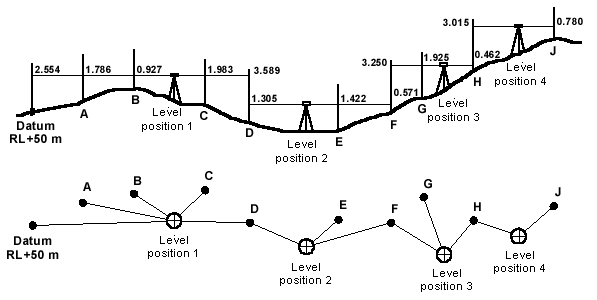 3.015
0.780
3.250
1.925
0.462
J
2.554
1.786
0.927
1.983
3.589
H
Level
position 4
1.305
1.422
0.571
G
A
B
Level
position 1
C
F
Level
position 3
Datum
RL+50 m
D
E
Level
position 2
A
B
C
G
D
E
F
H
J
Datum
RL+50 m
Level
position 1
Level
position 2
Level
position 3
Level
position 4